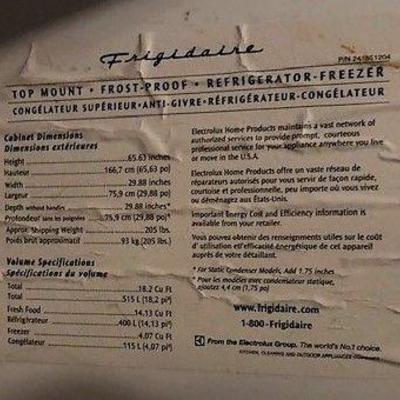 Frigidaire
P/N 241861204
TOP MOUNT • FROST-PROOF • REFRIGERATOR-FREEZER
CONGÉLATEUR SUPÉRIEUR•ANTI-GIVRE•RÉFRIGÉRATEUR-CONGÉLATEUR
Cabinet Dimensions
Dimensions extérieures
Height 65.63 inches
Hauteur 166,7 cm (65,63 po)
Width 29.88 inches
Largeur 75,9 cm (29,88 po)
Depth without handles 29.88 inches*
Profondeur sans les poignées 75,9 cm (29,88 po)*
Approx. Shipping Weight 205 lbs.
Poids brut approximatif 93 kg (205 lbs.)
Volume Specifications
Spécifications du volume
Total 18.2 Cu Ft
Total 515 L (18,2 pi³)
Fresh Food 14.13 Cu Ft
Réfrigérateur 400 L (14,13 pi³)
Freezer 4.07 Cu Ft
Congélateur 115 L (4,07 pi³)
Electrolux Home Products maintains a vast network of
authorized services to provide prompt, courteous
professional service for your appliance anywhere you live
or move in the U.S.A.
Electrolux Home Products offre un vaste réseau de
réparateurs autorisés pour vous servir de façon rapide,
courtoise et professionnelle, peu importe où vous vivez
ou déménagez aux États-Unis.
Important Energy Cost and Efficiency information is
available from your retailer.
Vous pouvez obtenir des renseignements utiles sur le coût
d' utilisation et l'efficacité énergétique de cet appareil
auprès de votre détaillant.
* For Static Condenser Models, Add 1.75 inches
* Pour les modèles avec condensateur statique,
ajoutez 4,4 cm (1,75 po)
www.frigidaire.com
1-800-Frigidaire
From the Electrolux Group. The world's No.1 choice.
KITCHEN, CLEANING AND OUTDOOR APPLIANCES